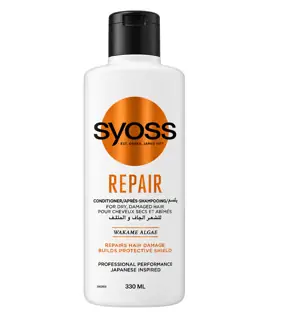 syoss
REPAIR
CONDITIONER/APRÈS-SHAMPOOING/بلسم
FOR DRY, DAMAGED HAIR
POUR CHEVEUX SECS ET ABÎMÉS
للشعر الجاف و المتلف
WAKAME ALGAE
REPAIRS HAIR DAMAGE
BUILDS PROTECTIVE SHIELD
PROFESSIONAL PERFORMANCE
JAPANESE INSPIRED
330 ML